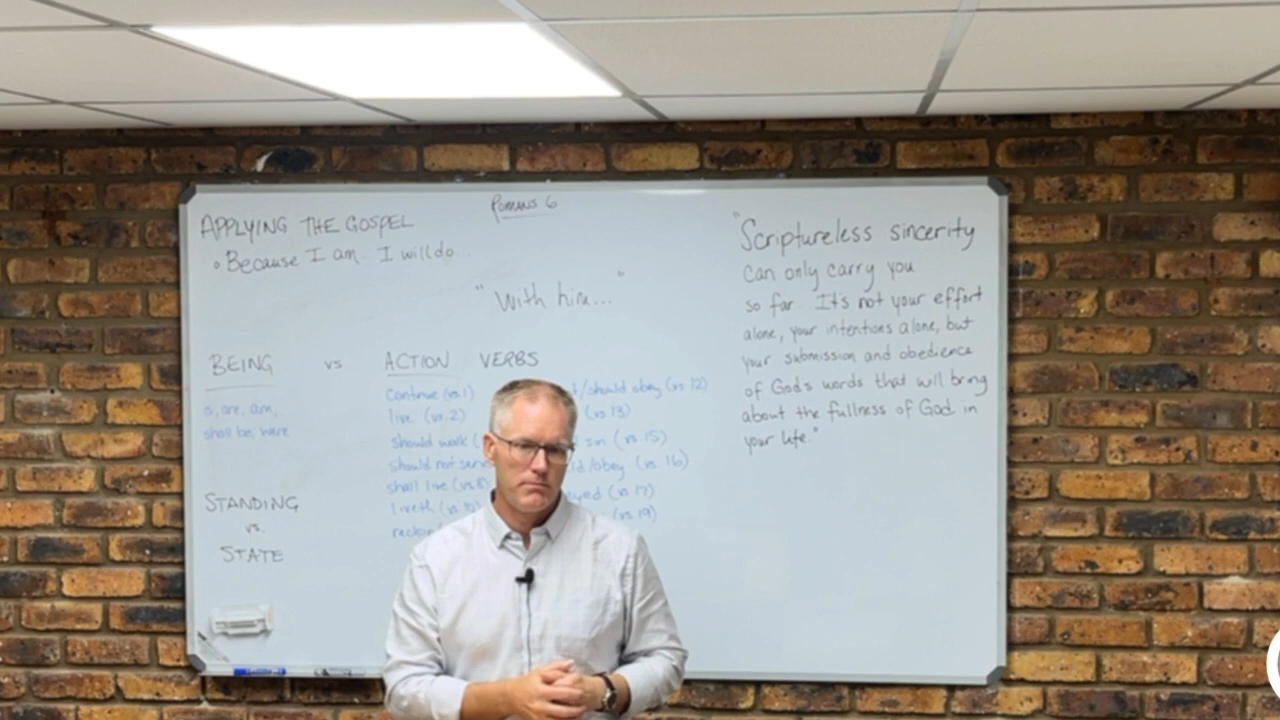 Romans 6
APPLYING THE GOSPEL
Because I am I will do...
"With him..."
BEING vs ACTION VERBS
is, are, am,
shall be, were
continue (vs.1)
live (vs.2)
should walk (
should not serve
shall live (vs.8)
liveth (vs.10)
reckon
/should obey (vs.12)
(vs.13)
sin (vs.15)
/obey (vs.16)
eyed (vs.17)
(vs.19)
STANDING
vs.
STATE
"Scriptureless sincerity
can only carry you
so far. It's not your effort
alone, your intentions alone, but
your submission and obedience
of God's words that will bring
about the fullness of God in
your life."